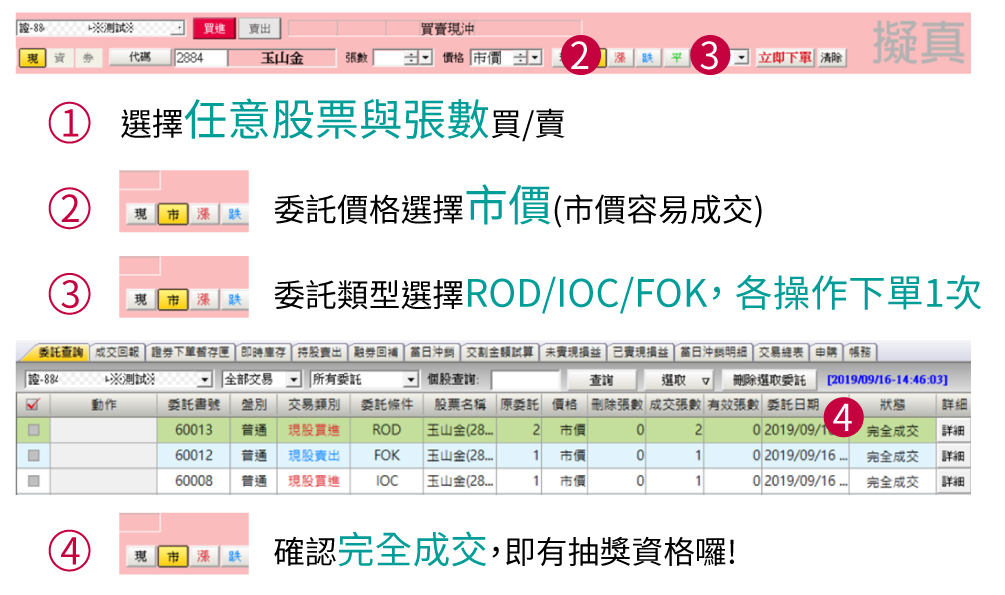 證-88 ※測試※ 買進 賣出 買賣現沖
現 資 券 代碼 2884 玉山金 張數 價格 市價 2 漲 跌 平 3 立即下單 清除 擬真
① 選擇任意股票與張數買/賣
② 現 市 漲 跌 委託價格選擇市價(市價容易成交)
③ 現 市 漲 跌 委託類型選擇ROD/IOC/FOK,各操作下單1次
委託查詢 成交回報 證券下單暫存匣 即時庫存 持股賣出 融券回補 當日沖銷 交割金額試算 未實現損益 已實現損益 當日沖銷明細 交易總表 申購 帳務
證-88 ※測試※ 全部交易 所有委託 個股查詢: 查詢 選取 ▽ 刪除選取委託 [2019/09/16-14:46:03]
動作 委託書號 盤別 交易類別 委託條件 股票名稱 原委託 價格 刪除張數 成交張數 有效張數 委託日期 4 狀態 詳細
60013 普通 現股買進 ROD 玉山金(28... 2 市價 0 2 0 2019/09/1 完全成交 詳細
60012 普通 現股賣出 FOK 玉山金(28... 1 市價 0 1 0 2019/09/16 ... 完全成交 詳細
60008 普通 現股買進 IOC 玉山金(28... 1 市價 0 1 0 2019/09/16 ... 完全成交 詳細
④ 現 市 漲 跌 確認完全成交,即有抽獎資格囉!